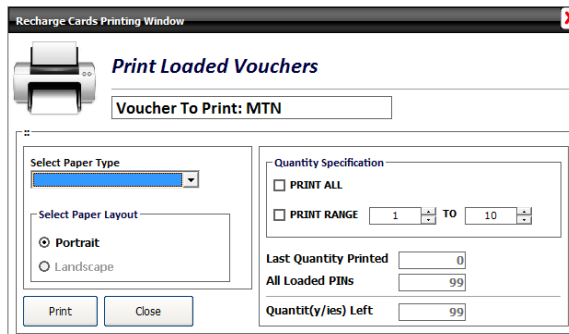 Recharge Cards Printing Window
X
Print Loaded Vouchers
Voucher To Print: MTN
::
Select Paper Type
Select Paper Layout
Portrait
Landscape
Print Close
Quantity Specification
PRINT ALL
PRINT RANGE 1 TO 10
Last Quantity Printed 0
All Loaded PINs 99
Quantit(y/ies) Left 99